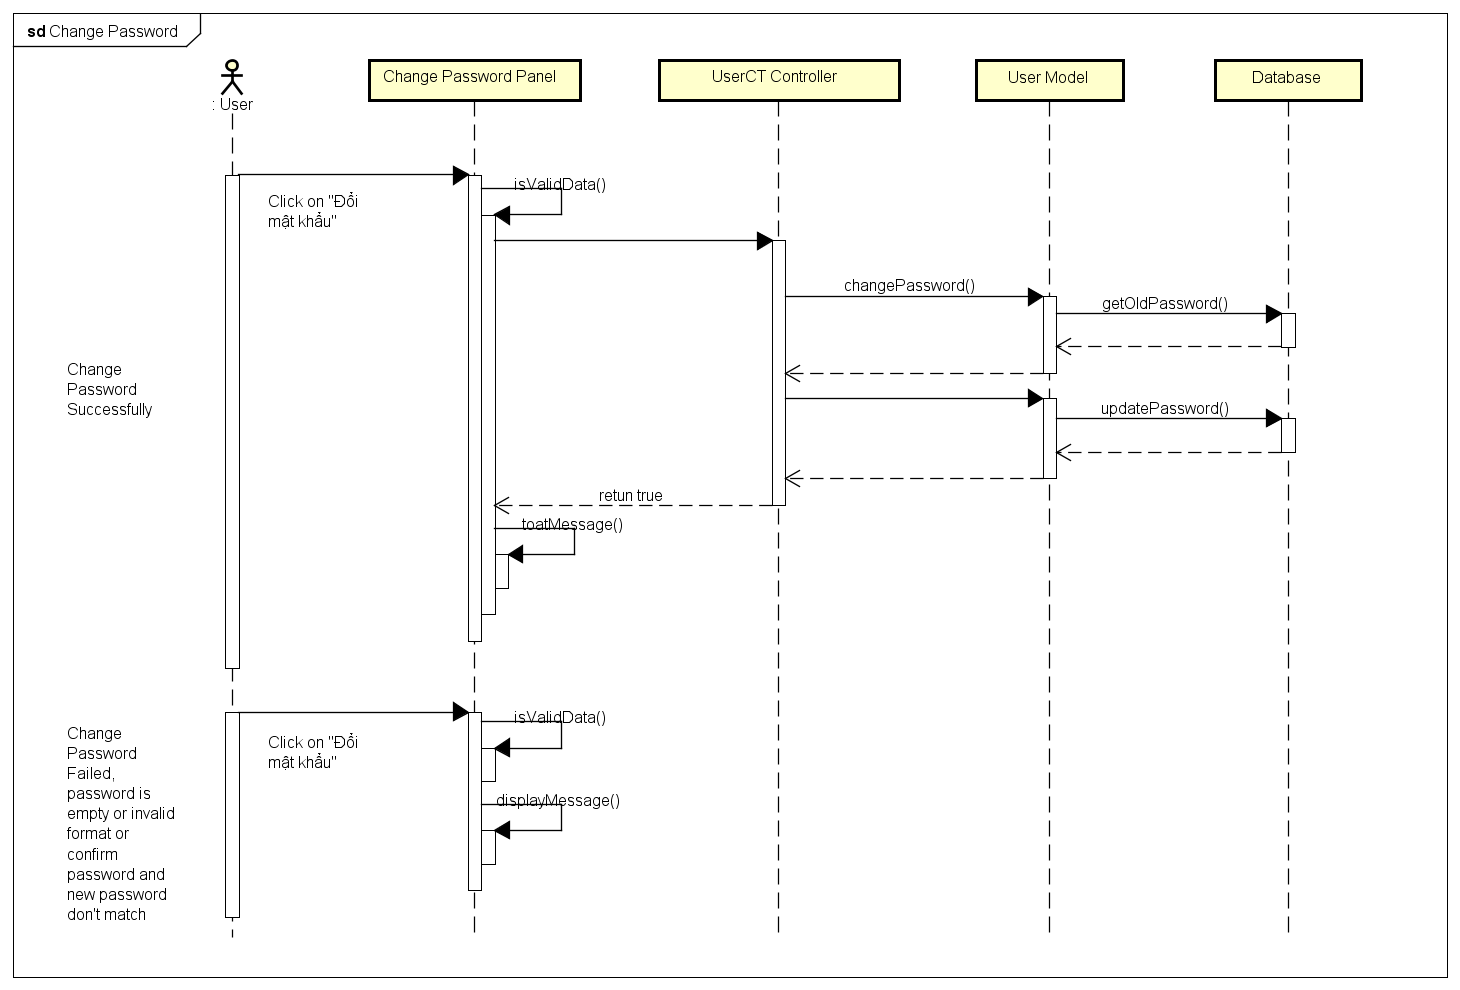 sd Change Password
: User
Change Password Panel
UserCT Controller
User Model
Database
isValidData()
Click on "Đổi
mật khẩu"
changePassword()
getOldPassword()
Change
Password
Successfully
updatePassword()
retun true
toatMessage()
isValidData()
Click on "Đổi
mật khẩu"
Change
Password
Failed,
password is
empty or invalid
format or
confirm
password and
new password
don't match
displayMessage()